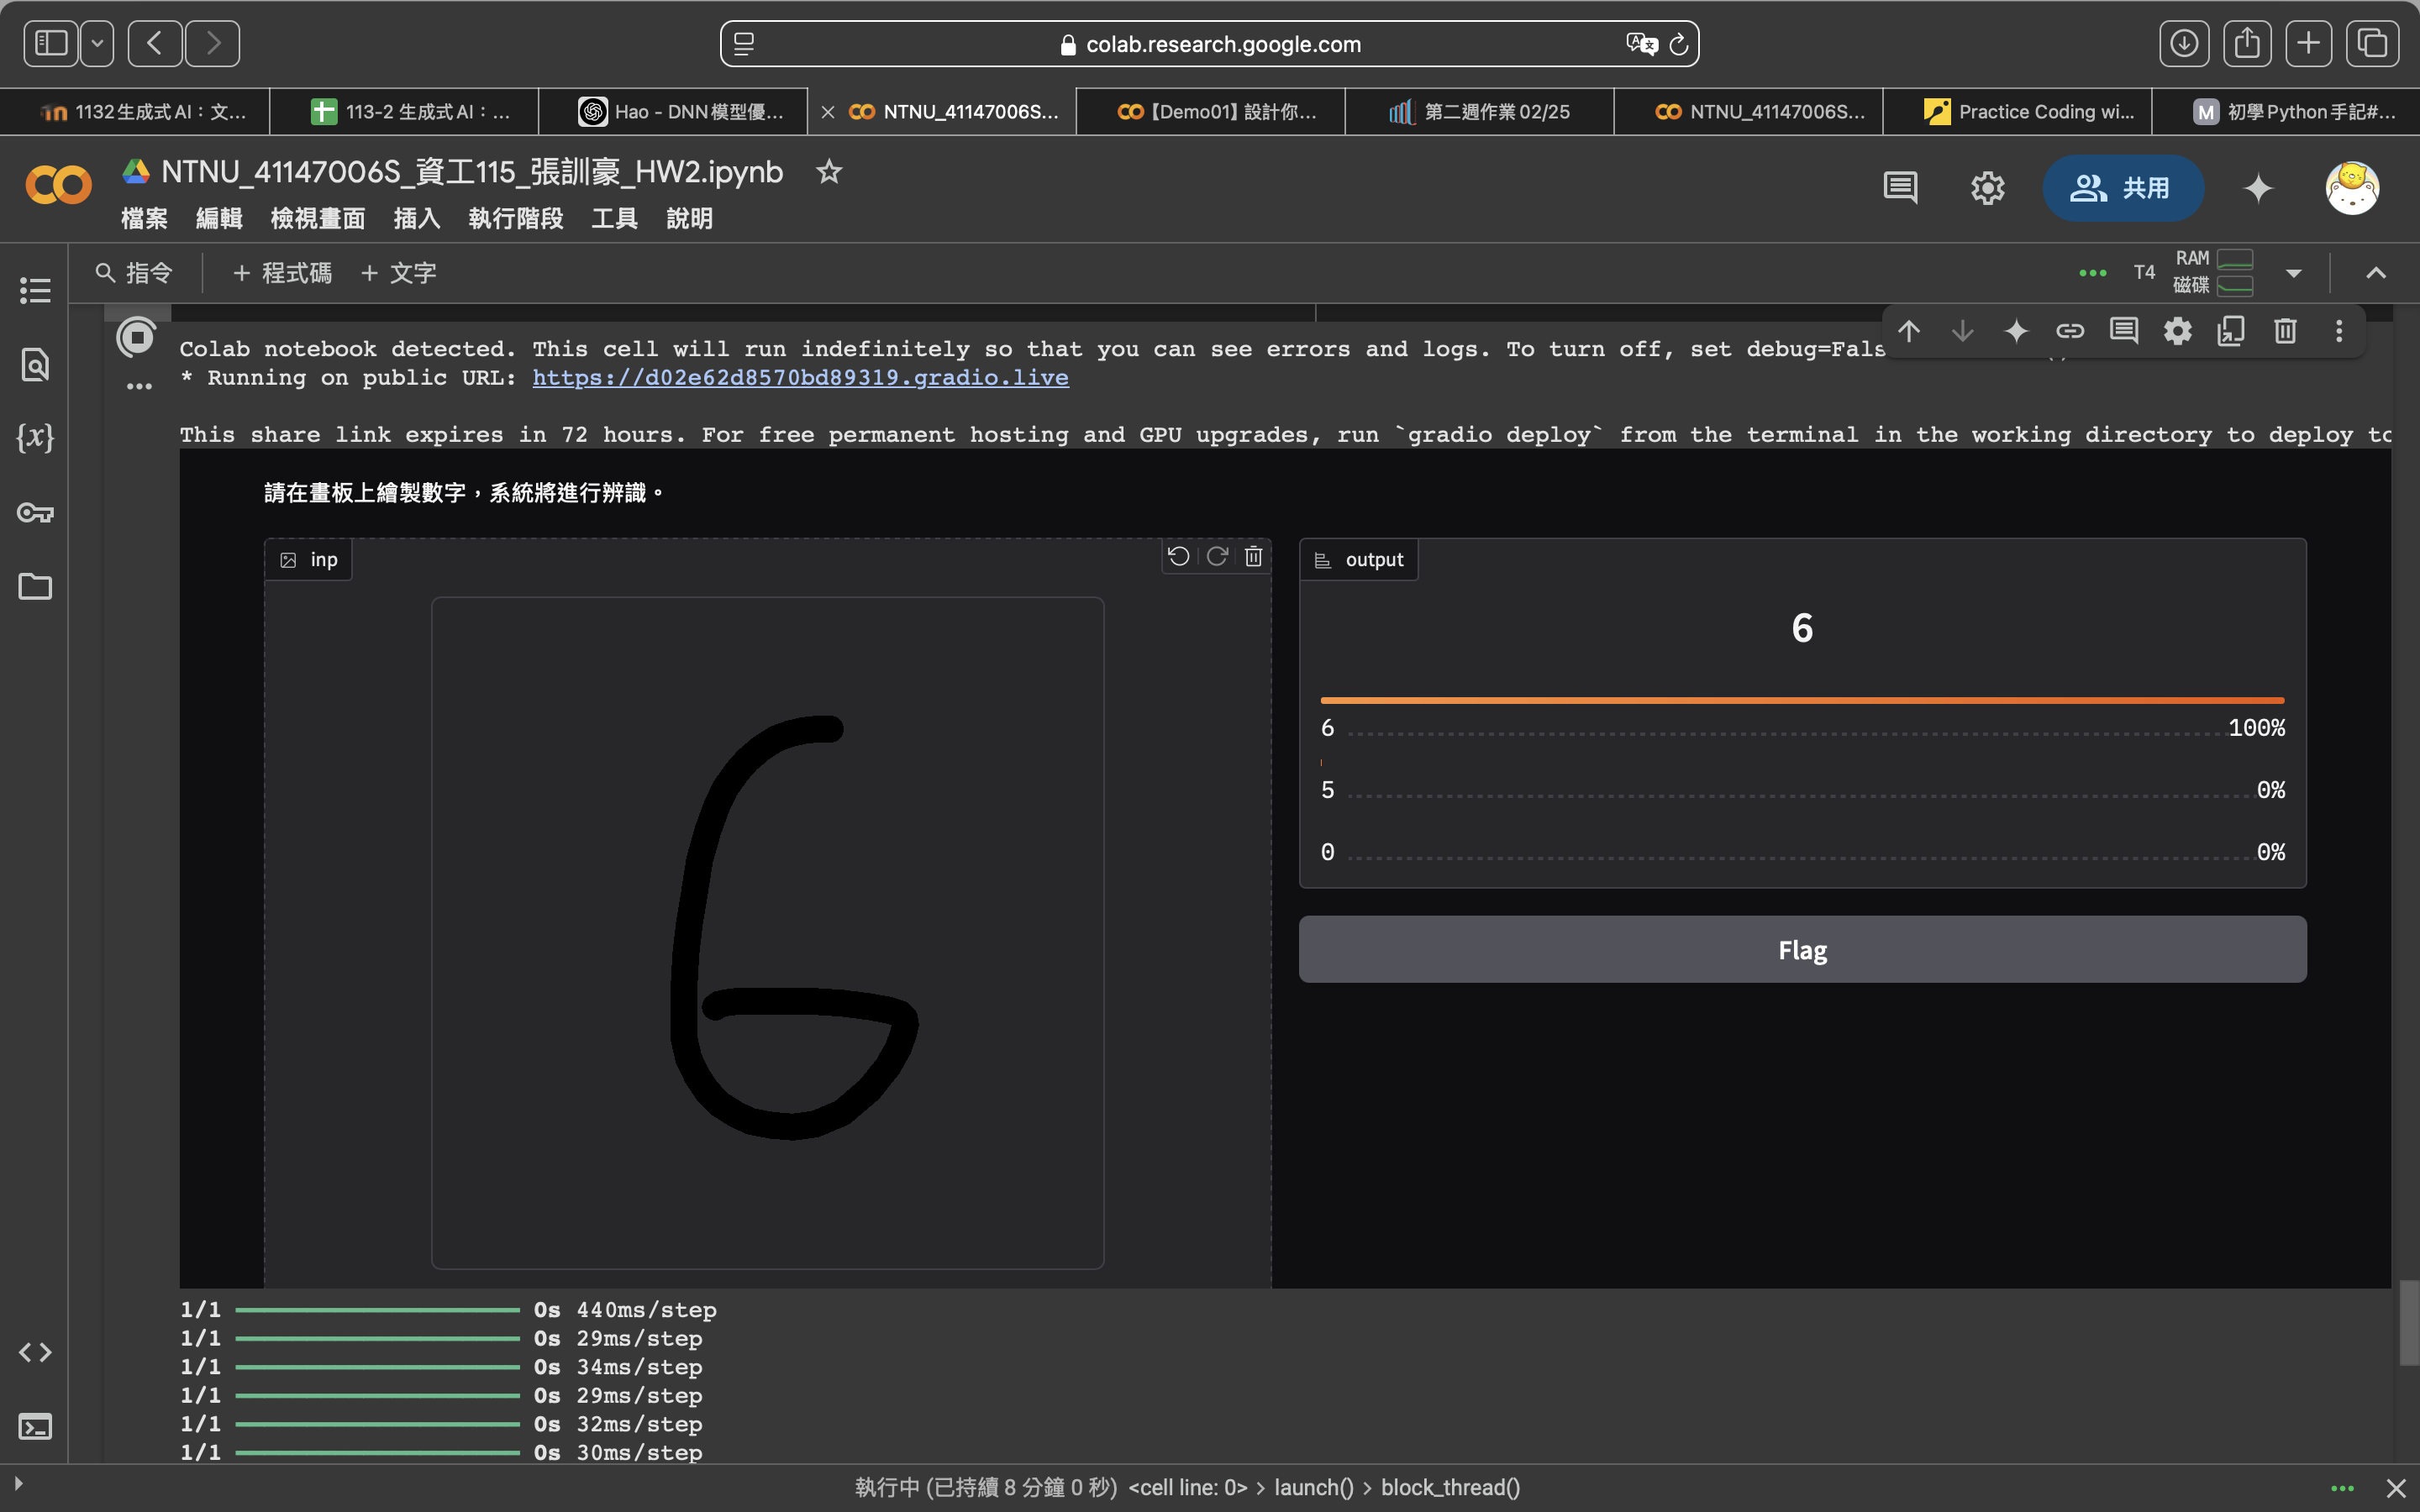 colab.research.google.com
1132生成式AI：文...
113-2 生成式AI：...
Hao - DNN模型優...
NTNU_41147006S...
【Demo01】設計你...
第二週作業 02/25
NTNU_41147006S...
Practice Coding wi...
M 初學Python手記#...
NTNU_41147006S_資工115_張訓豪_HW2.ipynb
共用
檔案 編輯 檢視畫面 插入 執行階段 工具 說明
指令 + 程式碼 + 文字
T4 RAM
磁碟
Colab notebook detected. This cell will run indefinitely so that you can see errors and logs. To turn off, set debug=Fals
* Running on public URL: https://d02e62d8570bd89319.gradio.live
This share link expires in 72 hours. For free permanent hosting and GPU upgrades, run `gradio deploy` from the terminal in the working directory to deploy to
請在畫板上繪製數字，系統將進行辨識。
inp
6
output
6
6 100%
5 0%
0 0%
Flag
1/1 0s 440ms/step
1/1 0s 29ms/step
1/1 0s 34ms/step
1/1 0s 29ms/step
1/1 0s 32ms/step
1/1 0s 30ms/step
執行中 (已持續 8 分鐘 0 秒) <cell line: 0> > launch() > block_thread()